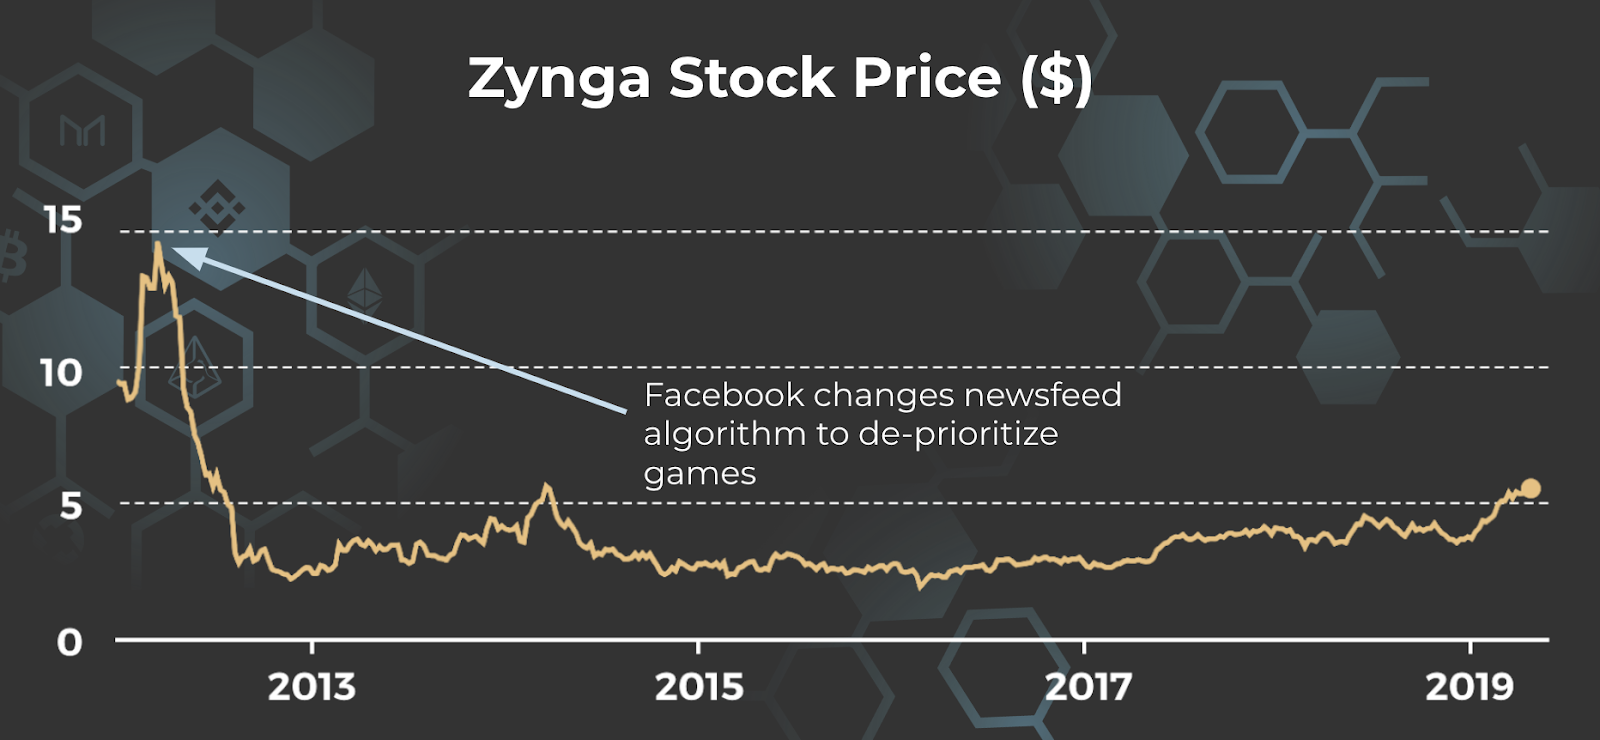 Zynga Stock Price ($)
15
10
Facebook changes newsfeed
algorithm to de-prioritize
games
5
0
2013 2015 2017 2019